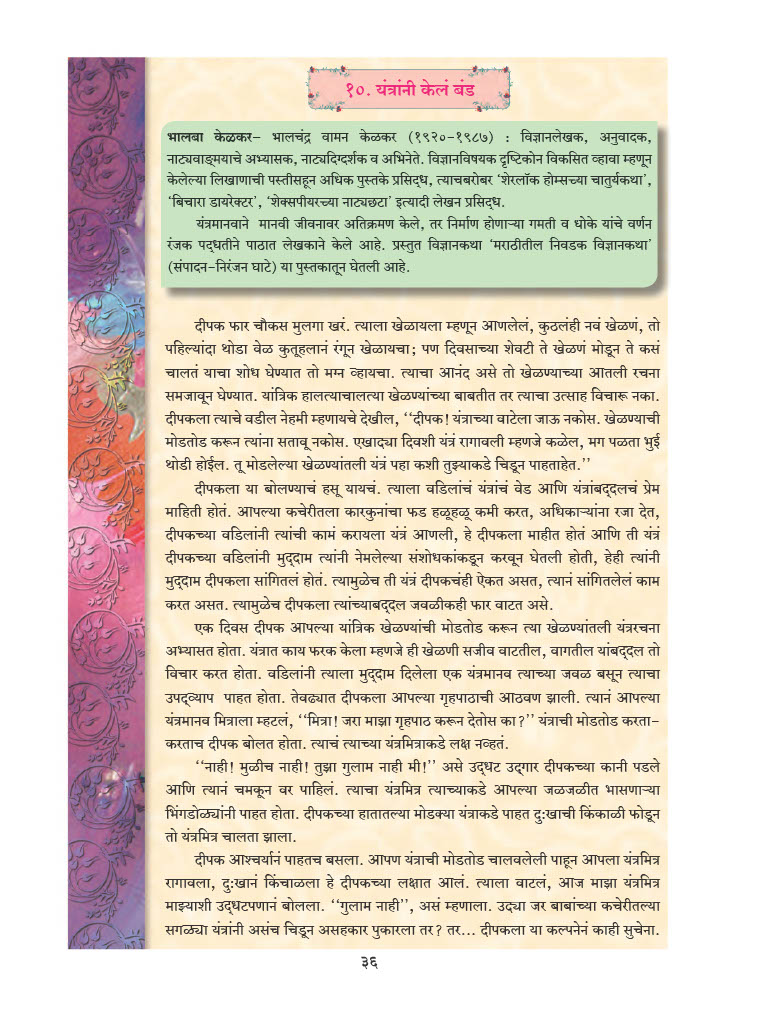 १०. यंत्रांनी केलं बंड
भालबा केळकर– भालचंद्र वामन केळकर (१९२०-१९८७) : विज्ञानलेखक, अनुवादक,
नाट्यवाङ्‌मयाचे अभ्यासक, नाट्यदिग्दर्शक व अभिनेते. विज्ञानविषयक दृष्टिकोन विकसित व्हावा म्हणून
केलेल्या लिखाणाची पस्तीसहून अधिक पुस्तके प्रसिद्ध, त्याचबरोबर ‘शेरलॉक होम्सच्या चातुर्यकथा’,
‘बिचारा डायरेक्टर’, ‘शेक्सपीयरच्या नाट्यछटा’ इत्यादी लेखन प्रसिद्ध.
यंत्रमानवाने मानवी जीवनावर अतिक्रमण केले, तर निर्माण होणाऱ्या गमती व धोके यांचे वर्णन
रंजक पद्धतीने पाठात लेखकाने केले आहे. प्रस्तुत विज्ञानकथा ‘मराठीतील निवडक विज्ञानकथा’
(संपादन-निरंजन घाटे) या पुस्तकातून घेतली आहे.
दीपक फार चौकस मुलगा खरं. त्याला खेळायला म्हणून आणलेलं, कुठलंही नवं खेळणं, तो
पहिल्यांदा थोडा वेळ कुतूहलानं रंगून खेळायचा; पण दिवसाच्या शेवटी ते खेळणं मोडून ते कसं
चालतं याचा शोध घेण्यात तो मग्न व्हायचा. त्याचा आनंद असे तो खेळण्याच्या आतली रचना
समजावून घेण्यात. यांत्रिक हालत्याचालत्या खेळण्यांच्या बाबतीत तर त्याचा उत्साह विचारू नका.
दीपकला त्याचे वडील नेहमी म्हणायचे देखील, ‘‘दीपक! यंत्राच्या वाटेला जाऊ नकोस. खेळण्याची
मोडतोड करून त्यांना सतावू नकोस. एखाद्या दिवशी यंत्रं रागावली म्हणजे कळेल, मग पळता भुई
थोडी होईल. तू मोडलेल्या खेळण्यांतली यंत्रं पहा कशी तुझ्याकडे चिडून पाहताहेत.’’
दीपकला या बोलण्याचं हसू यायचं. त्याला वडिलांचं यंत्रांचं वेड आणि यंत्रांबद्दलचं प्रेम
माहिती होतं. आपल्या कचेरीतला कारकुनांचा फड हळूहळू कमी करत, अधिकाऱ्यांना रजा देत,
दीपकच्या वडिलांनी त्यांची कामं करायला यंत्रं आणली, हे दीपकला माहीत होतं आणि ती यंत्रं
दीपकच्या वडिलांनी मुद्दाम त्यांनी नेमलेल्या संशोधकांकडून करवून घेतली होती, हेही त्यांनी
मुद्दाम दीपकला सांगितलं होतं. त्यामुळेच ती यंत्रं दीपकचंही ऐकत असत, त्यानं सांगितलेलं काम
करत असत. त्यामुळेच दीपकला त्यांच्याबद्दल जवळीकही फार वाटत असे.
एक दिवस दीपक आपल्या यांत्रिक खेळण्यांची मोडतोड करून त्या खेळण्यांतली यंत्ररचना
अभ्यासत होता. यंत्रात काय फरक केला म्हणजे ही खेळणी सजीव वाटतील, वागतील यांबद्दल तो
विचार करत होता. वडिलांनी त्याला मुद्दाम दिलेला एक यंत्रमानव त्याच्या जवळ बसून त्याचा
उपद्व्याप पाहत होता. तेवढ्यात दीपकला आपल्या गृहपाठाची आठवण झाली. त्यानं आपल्या
यंत्रमानव मित्राला म्हटलं, ‘‘मित्रा! जरा माझा गृहपाठ करून देतोस का?’’ यंत्राची मोडतोड करता-
करताच दीपक बोलत होता. त्याचं त्याच्या यंत्रमित्राकडे लक्ष नव्हतं.
‘‘नाही! मुळीच नाही! तुझा गुलाम नाही मी!’’ असे उद्धट उद्गार दीपकच्या कानी पडले
आणि त्यानं चमकून वर पाहिलं. त्याचा यंत्रमित्र त्याच्याकडे आपल्या जळजळीत भासणाऱ्या
भिंगडोळ्यांनी पाहत होता. दीपकच्या हातातल्या मोडक्या यंत्राकडे पाहत दुःखाची किंकाळी फोडून
तो यंत्रमित्र चालता झाला.
दीपक आश्चर्यानं पाहतच बसला. आपण यंत्राची मोडतोड चालवलेली पाहून आपला यंत्रमित्र
रागावला, दुःखानं किंचाळला हे दीपकच्या लक्षात आलं. त्याला वाटलं, आज माझा यंत्रमित्र
माझ्याशी उद्धटपणानं बोलला. ‘‘गुलाम नाही’’, असं म्हणाला. उद्या जर बाबांच्या कचेरीतल्या
सगळ्या यंत्रांनी असंच चिडून असहकार पुकारला तर? तर... दीपकला या कल्पनेनं काही सुचेना.
३६